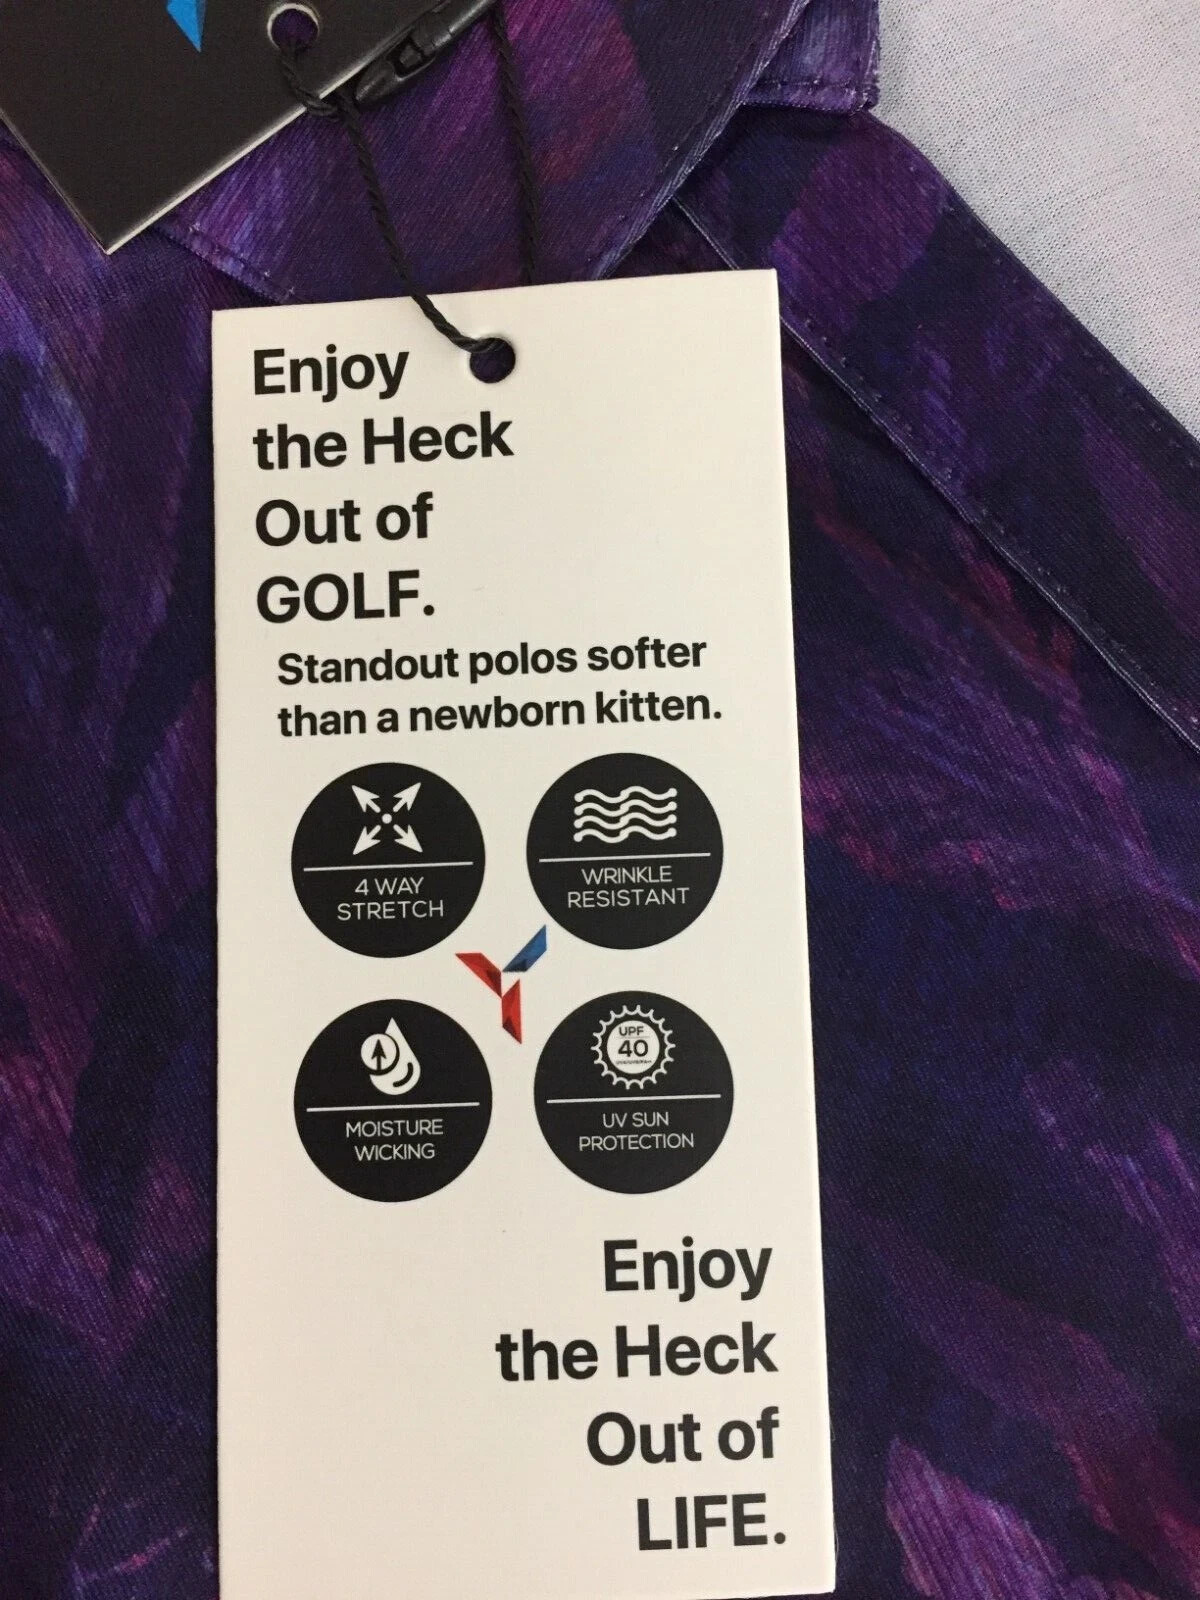 Enjoy
the Heck
Out of
GOLF.
Standout polos softer
than a newborn kitten.
4 WAY
STRETCH
WRINKLE
RESISTANT
MOISTURE
WICKING
UPF
40
UV SUN
PROTECTION
Enjoy
the Heck
Out of
LIFE.